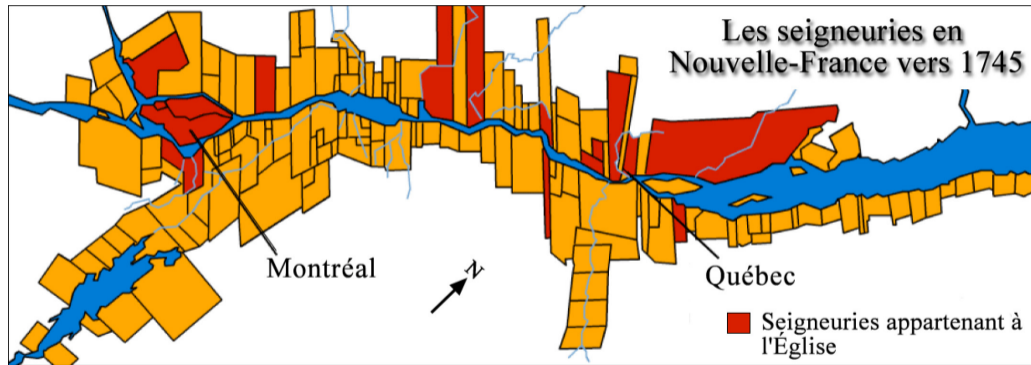 Les seigneuries en
Nouvelle-France vers 1745
Montréal
N
Québec
Seigneuries appartenant à
l'Église